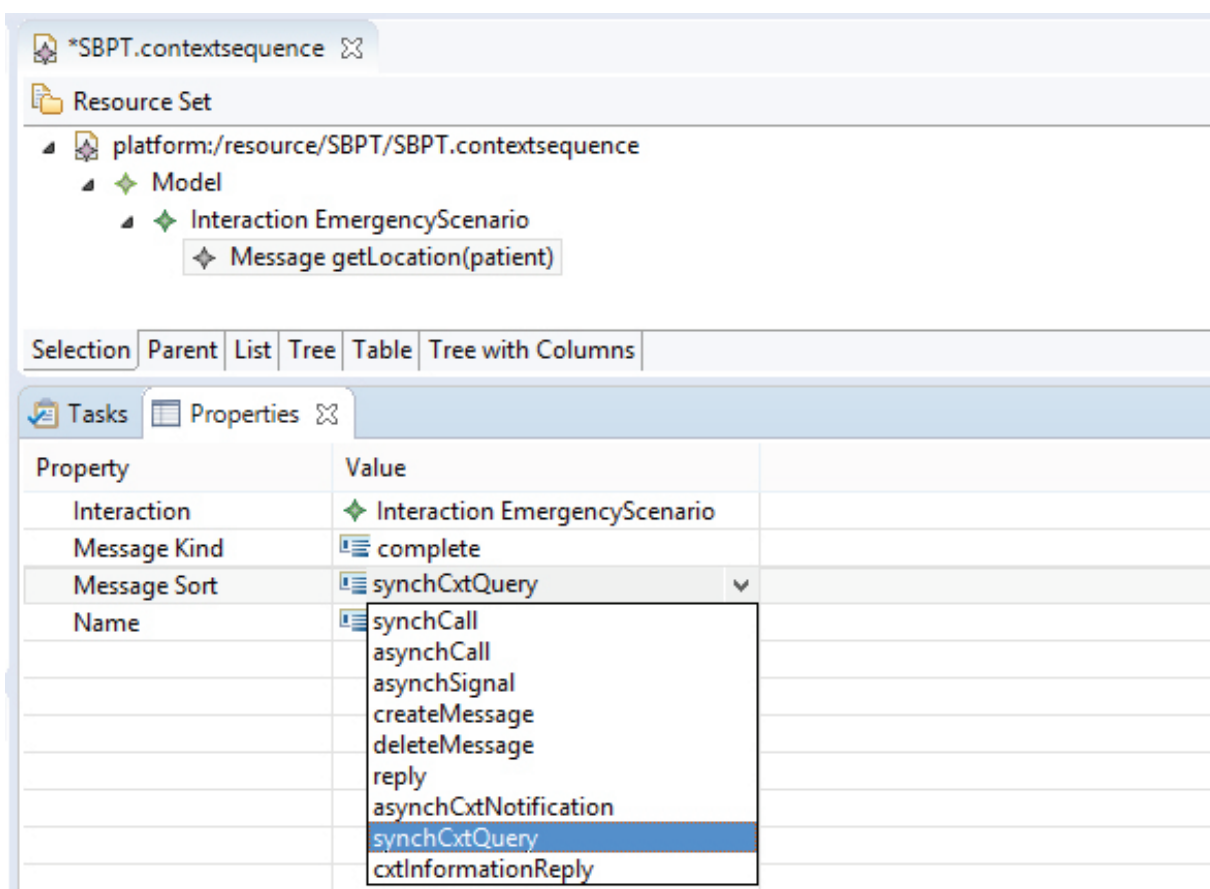 *SBPT.contextsequence
Resource Set
platform:/resource/SBPT/SBPT.contextsequence
Model
Interaction EmergencyScenario
Message getLocation(patient)
Selection Parent List Tree Table Tree with Columns
Tasks Properties
Property Value
Interaction Interaction EmergencyScenario
Message Kind complete
Message Sort synchCxtQuery
Name
synchCall
asynchCall
asynchSignal
createMessage
deleteMessage
reply
asynchCxtNotification
synchCxtQuery
cxtInformationReply